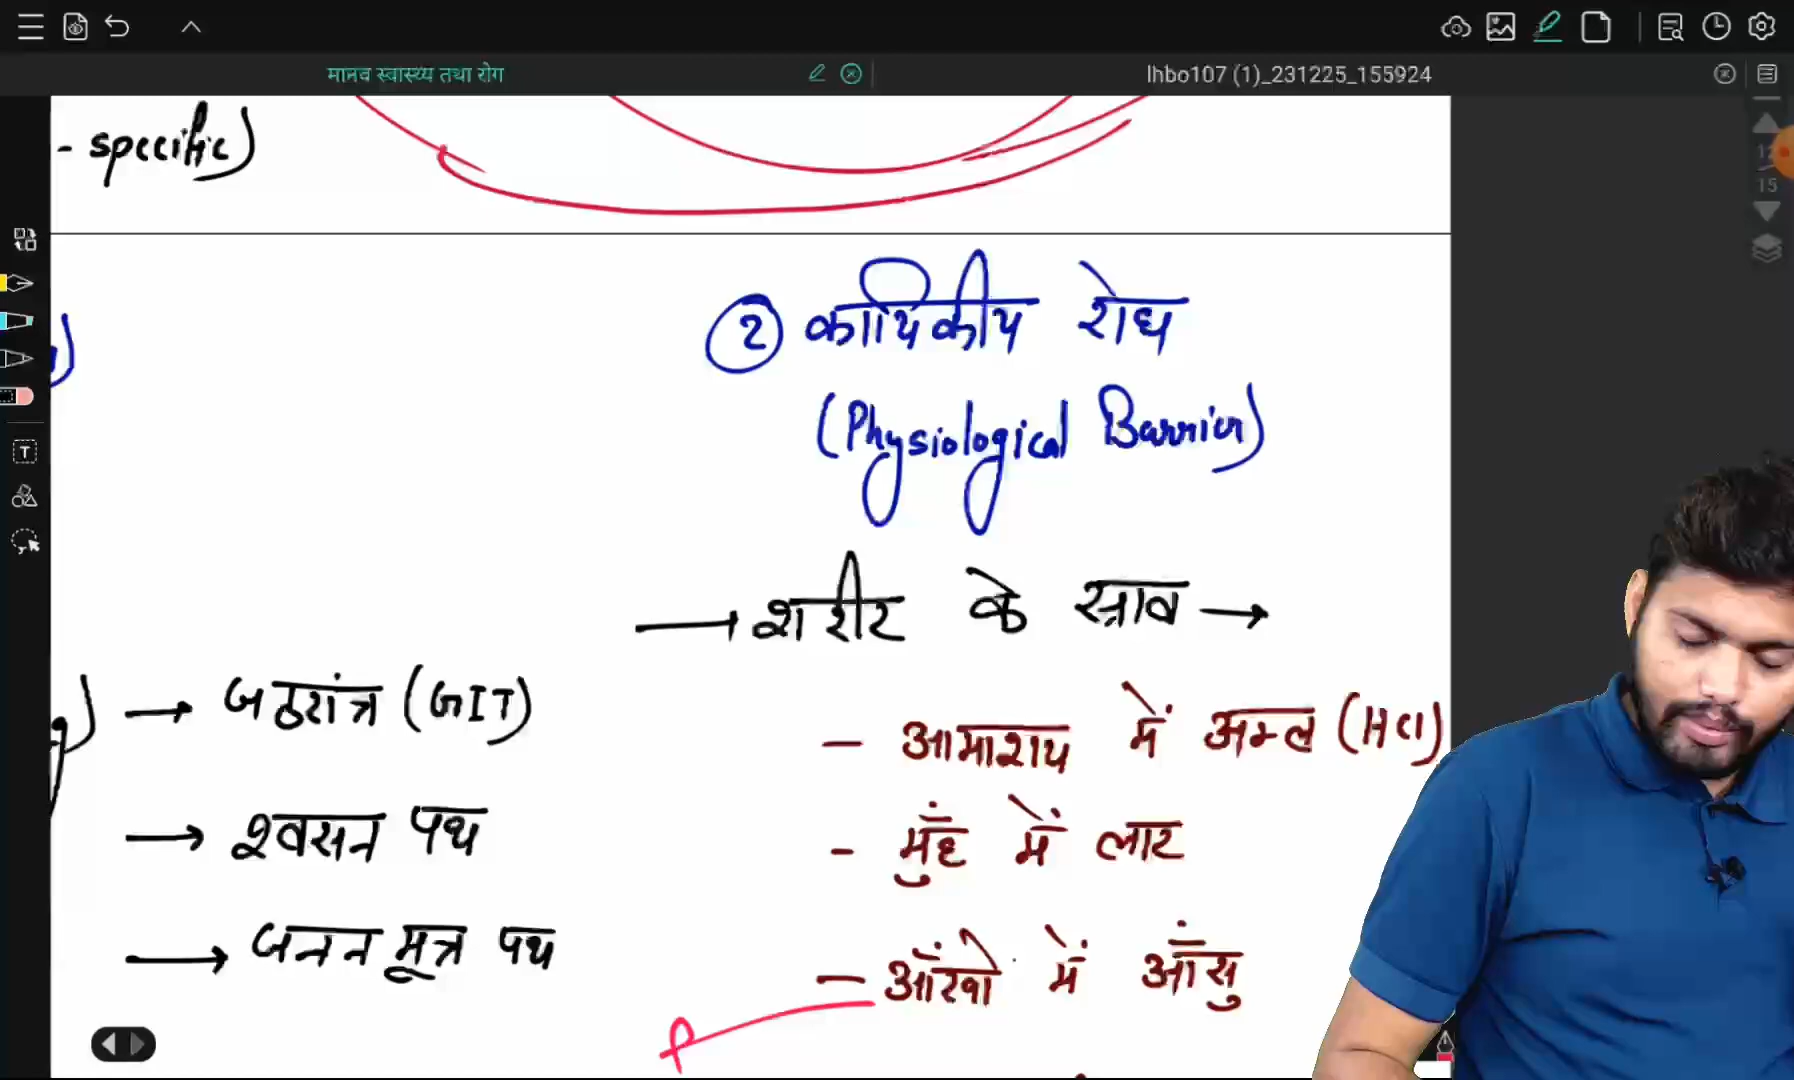 मानव स्वास्थ्य तथा रोग
lhbo107 (1)_231225_155924
- specific)
15
② कायिकीय रोध
(Physiological Barrier)
→ शरीर के स्राव →
→ जठरांत्र (GIT)
- आमाशय में अम्ल (HCl)
→ श्वसन पथ
- मुंह में लार
→ जनन मूत्र पथ
- आँखो में आँसु